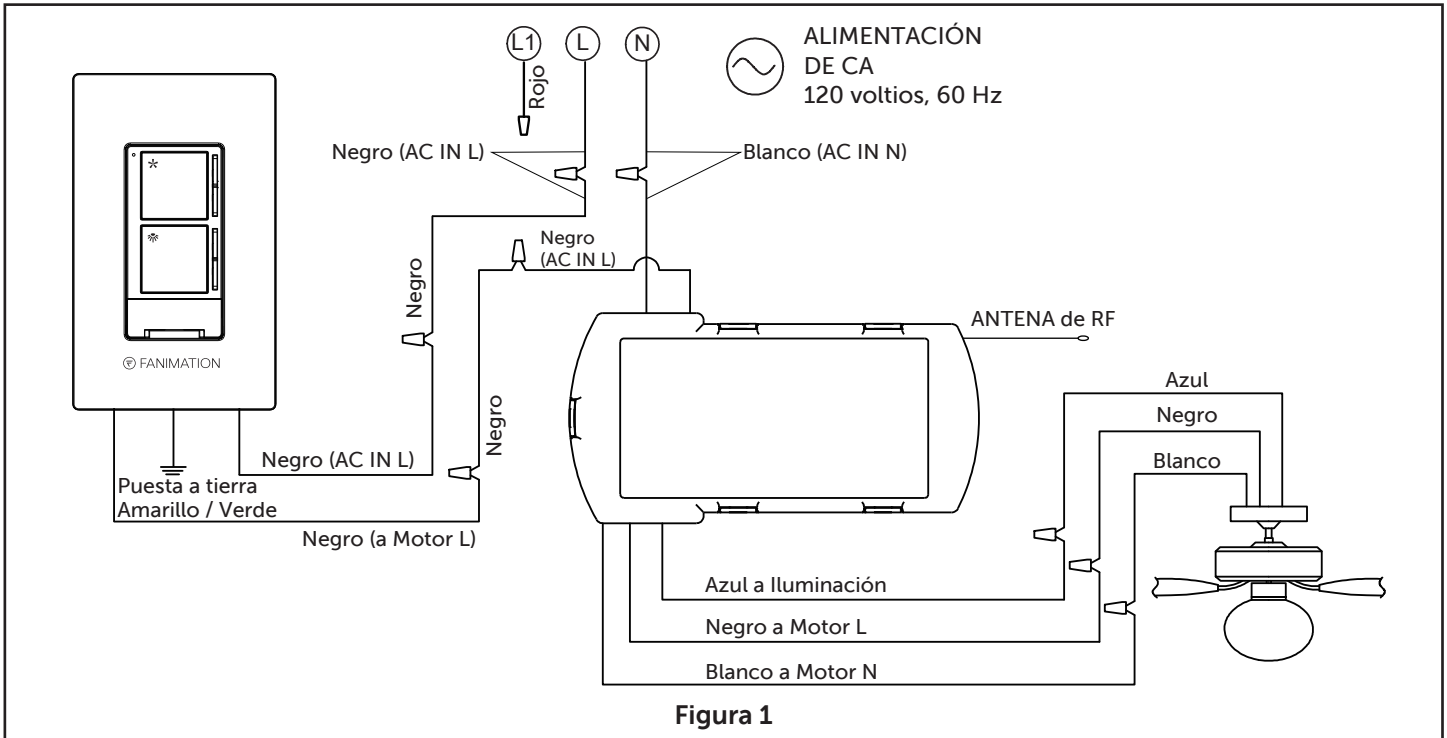 L1
L
N
ALIMENTACIÓN
DE CA
120 voltios, 60 Hz
Rojo
Negro (AC IN L)
Blanco (AC IN N)
Negro
(AC IN L)
Negro
Negro
FANIMATION
ANTENA de RF
Azul
Negro
Blanco
Negro (AC IN L)
Puesta a tierra
Amarillo / Verde
Negro (a Motor L)
Azul a Iluminación
Negro a Motor L
Blanco a Motor N
Figura 1